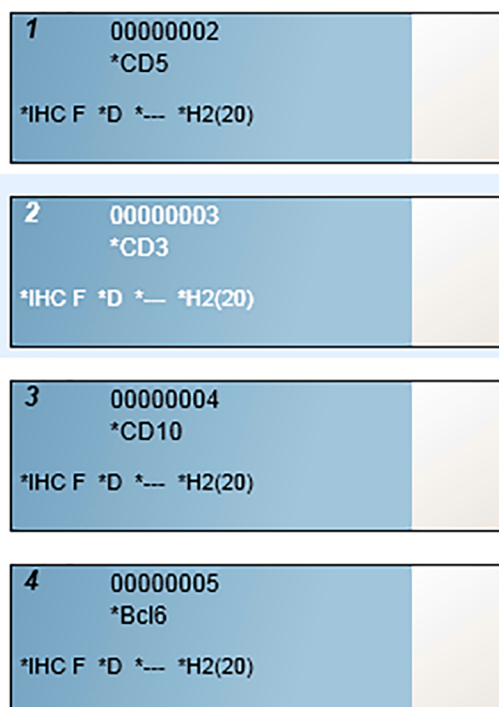 1 00000002
*CD5
*IHC F *D *--- *H2(20)
2 00000003
*CD3
*IHC F *D *--- *H2(20)
3 00000004
*CD10
*IHC F *D *--- *H2(20)
4 00000005
*Bcl6
*IHC F *D *--- *H2(20)